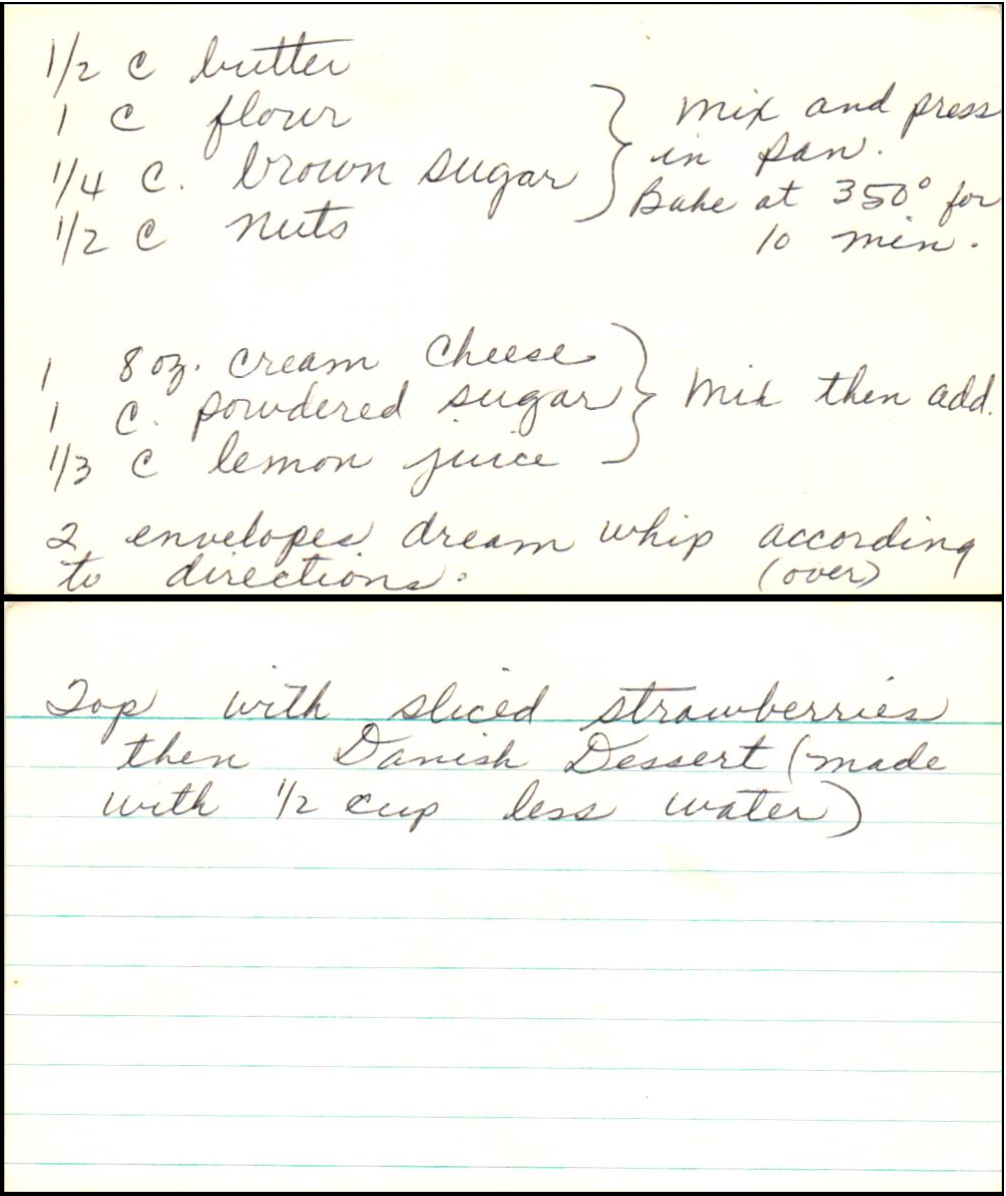 1/2 c butter
1 c flour
1/4 c. brown sugar
1/2 c nuts
Mix and press
in pan.
Bake at 350° for
10 min.
1 8 oz. cream cheese
1 c. powdered sugar
1/3 c lemon juice
Mix then add.
2 envelopes dream whip according
to directions.
(over)
Top with sliced strawberries
then Danish Dessert (made
with 1/2 cup less water)